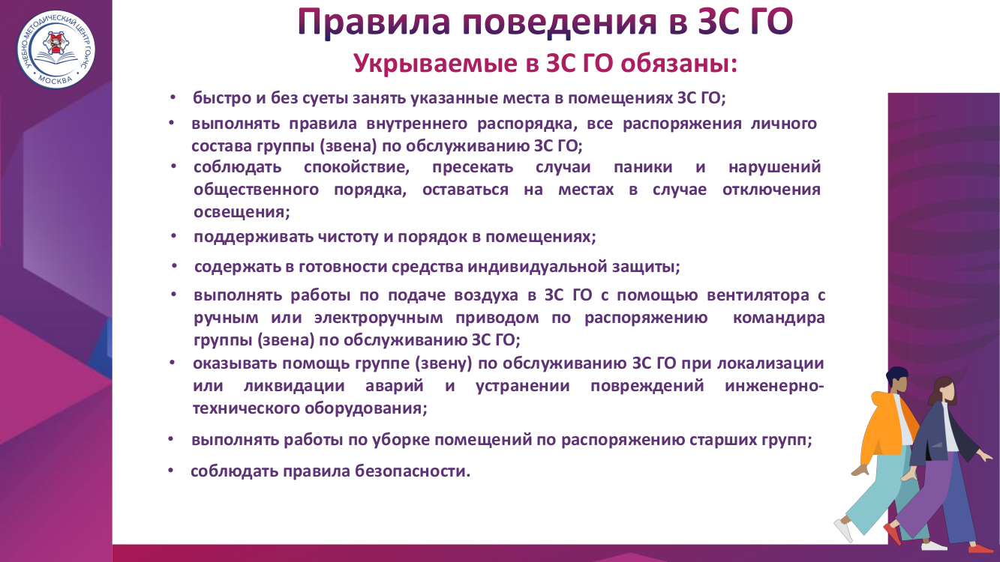 УЧЕБНО-МЕТОДИЧЕСКИЙ ЦЕНТР ГОиЧС
• МОСКВА •
Правила поведения в ЗС ГО
Укрываемые в ЗС ГО обязаны:
• быстро и без суеты занять указанные места в помещениях ЗС ГО;
• выполнять правила внутреннего распорядка, все распоряжения личного
состава группы (звена) по обслуживанию ЗС ГО;
• соблюдать спокойствие, пресекать случаи паники и нарушений
общественного порядка, оставаться на местах в случае отключения
освещения;
• поддерживать чистоту и порядок в помещениях;
• содержать в готовности средства индивидуальной защиты;
• выполнять работы по подаче воздуха в ЗС ГО с помощью вентилятора с
ручным или электроручным приводом по распоряжению командира
группы (звена) по обслуживанию ЗС ГО;
• оказывать помощь группе (звену) по обслуживанию ЗС ГО при локализации
или ликвидации аварий и устранении повреждений инженерно-
технического оборудования;
• выполнять работы по уборке помещений по распоряжению старших групп;
• соблюдать правила безопасности.